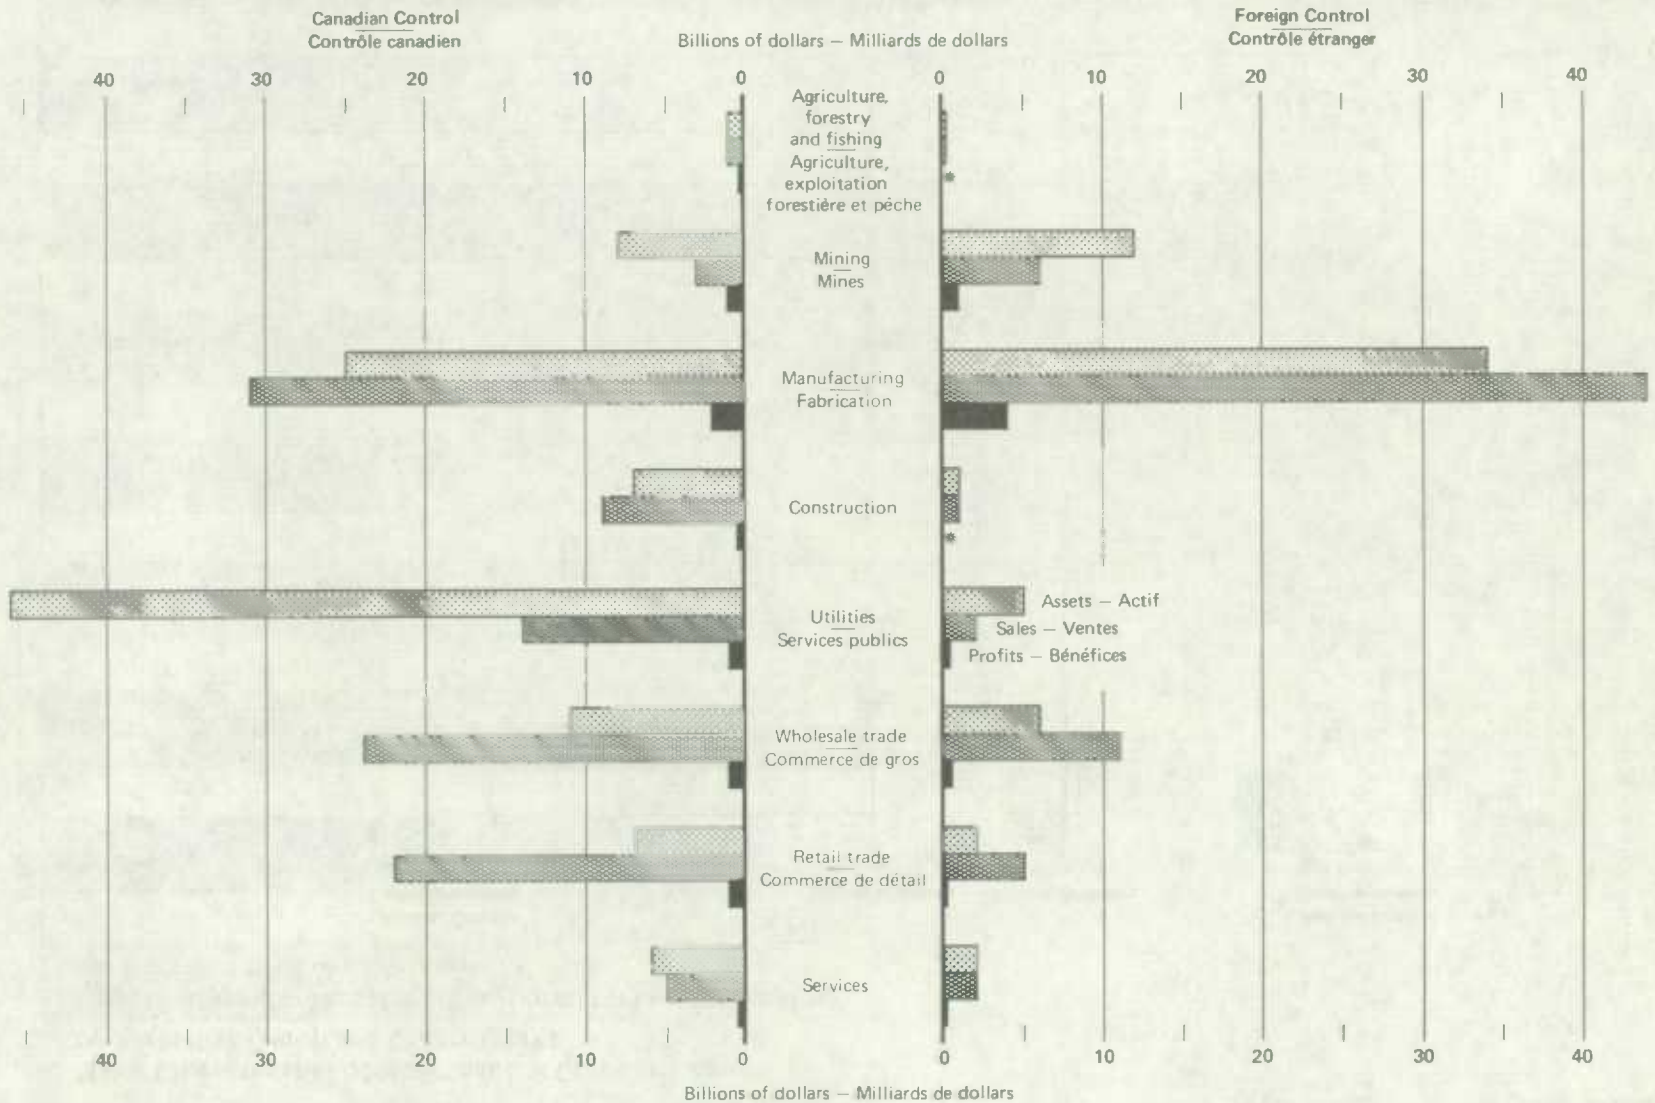 Canadian Control
Contrôle canadien
Billions of dollars — Milliards de dollars
Foreign Control
Contrôle étranger
40 30 20 10 0 0 10 20 30 40
Agriculture,
forestry
and fishing
Agriculture,
exploitation
forestière et pêche
*
Mining
Mines
Manufacturing
Fabrication
Construction
*
Utilities
Services publics
Assets — Actif
Sales — Ventes
Profits — Bénéfices
Wholesale trade
Commerce de gros
Retail trade
Commerce de détail
Services
40 30 20 10 0 0 10 20 30 40
Billions of dollars — Milliards de dollars